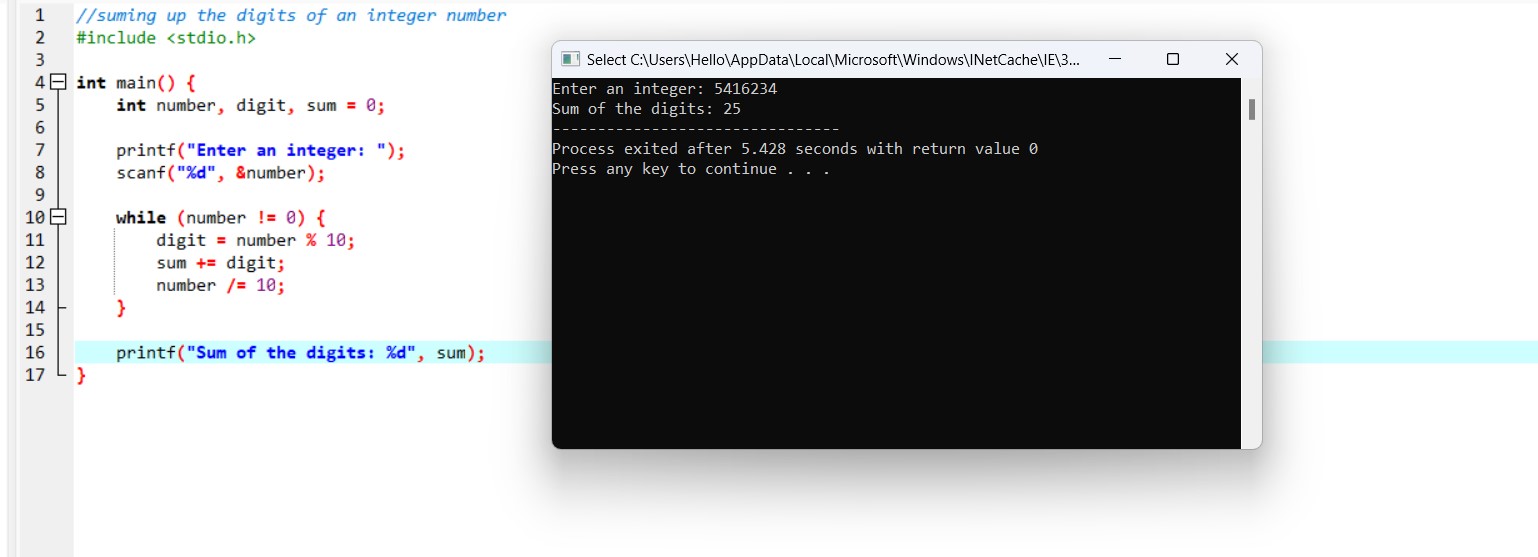 1 //suming up the digits of an integer number
2 #include <stdio.h>
3
4 int main() {
5     int number, digit, sum = 0;
6
7     printf("Enter an integer: ");
8     scanf("%d", &number);
9
10     while (number != 0) {
11         digit = number % 10;
12         sum += digit;
13         number /= 10;
14     }
15
16     printf("Sum of the digits: %d", sum);
17 }
Select C:\Users\Hello\AppData\Local\Microsoft\Windows\INetCache\IE\3...
Enter an integer: 5416234
Sum of the digits: 25
--------------------------------
Process exited after 5.428 seconds with return value 0
Press any key to continue . . .